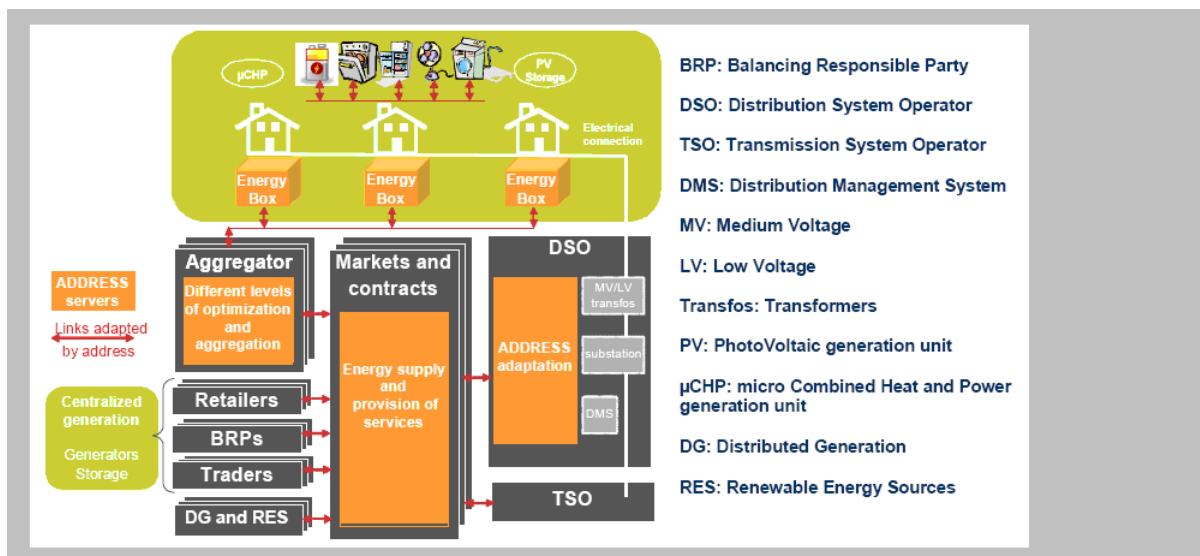 µCHP
PV
Storage
Electrical
connection
Energy
Box
Energy
Box
Energy
Box
Aggregator
Different levels
of optimization
and
aggregation
Markets and
contracts
Energy supply
and
provision of
services
DSO
ADDRESS
adaptation
MV/LV
transfos
substation
DMS
TSO
ADDRESS
servers
Links adapted
by address
Centralized
generation
Generators
Storage
Retailers
BRPs
Traders
DG and RES
BRP: Balancing Responsible Party
DSO: Distribution System Operator
TSO: Transmission System Operator
DMS: Distribution Management System
MV: Medium Voltage
LV: Low Voltage
Transfos: Transformers
PV: PhotoVoltaic generation unit
µCHP: micro Combined Heat and Power
generation unit
DG: Distributed Generation
RES: Renewable Energy Sources